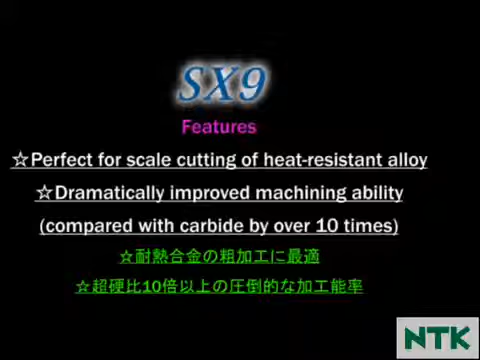 SX9
Features
☆Perfect for scale cutting of heat-resistant alloy
☆Dramatically improved machining ability
(compared with carbide by over 10 times)
☆耐熱合金の粗加工に最適
☆超硬比10倍以上の圧倒的な加工能率
NTK